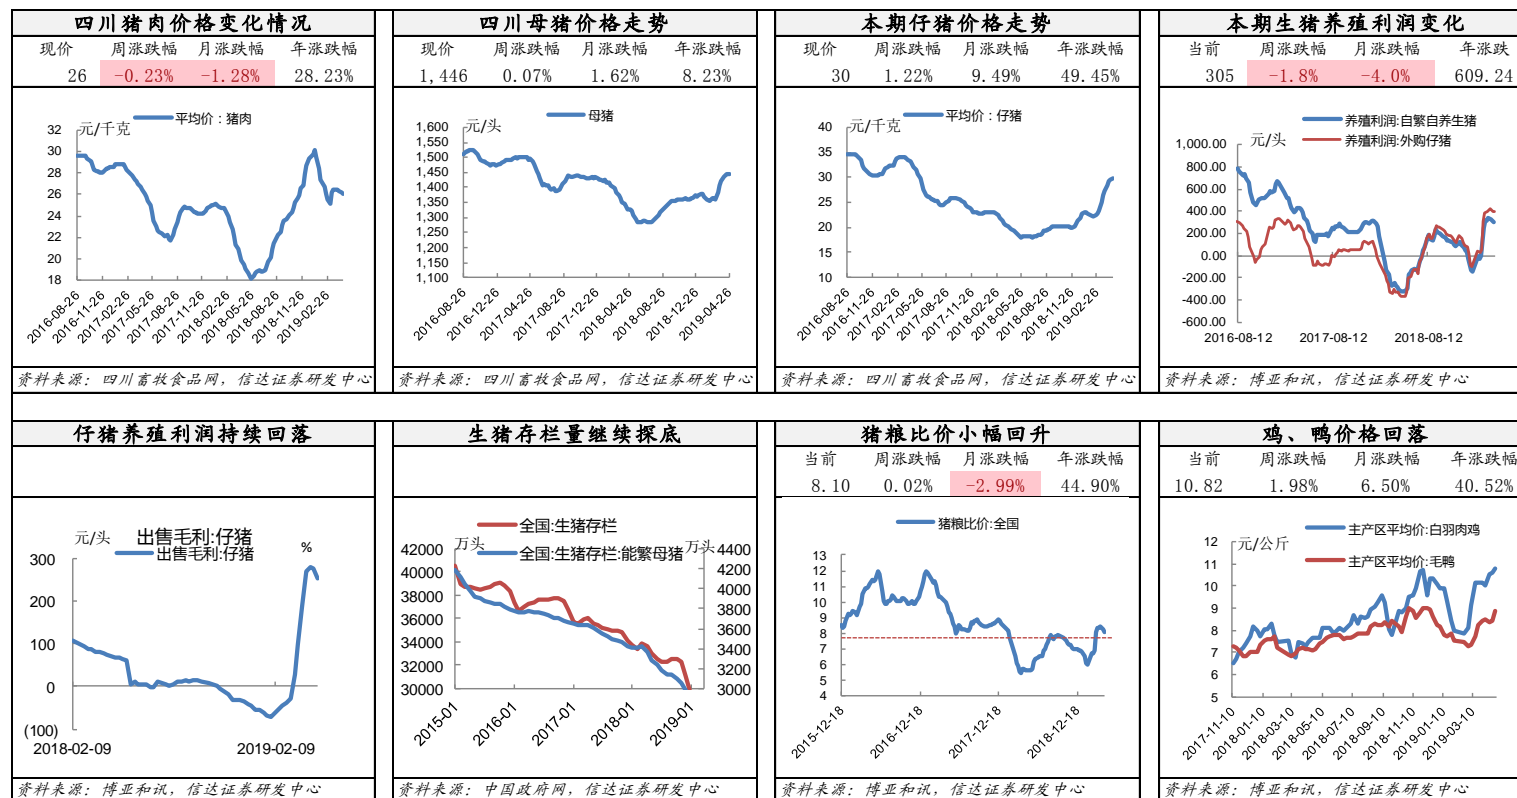 四川猪肉价格变化情况
现价 周涨跌幅 月涨跌幅 年涨跌幅
26 -0.23% -1.28% 28.23%
元/千克
平均价：猪肉
32
30
28
26
24
22
20
18
2016-08-26
2016-11-26
2017-02-26
2017-05-26
2017-08-26
2017-11-26
2018-02-26
2018-05-26
2018-08-26
2018-11-26
2019-02-26
资料来源：四川畜牧食品网，信达证券研发中心
四川母猪价格走势
现价 周涨跌幅 月涨跌幅 年涨跌幅
1,446 0.07% 1.62% 8.23%
元/头
母猪
1,600
1,500
1,450
1,400
1,350
1,300
1,250
1,200
1,100
2016-08-26
2016-12-26
2017-04-26
2017-08-26
2017-12-26
2018-04-26
2018-08-26
2018-12-26
2019-04-26
资料来源：四川畜牧食品网，信达证券研发中心
本期仔猪价格走势
现价 周涨跌幅 月涨跌幅 年涨跌幅
30 1.22% 9.49% 49.45%
元/千克
平均价：仔猪
40
35
30
25
20
15
10
2016-08-26
2016-11-26
2017-02-26
2017-05-26
2017-08-26
2017-11-26
2018-02-26
2018-05-26
2018-08-26
2018-11-26
2019-02-26
资料来源：四川畜牧食品网，信达证券研发中心
本期生猪养殖利润变化
当前 周涨跌幅 月涨跌幅 年涨跌
305 -1.8% -4.0% 609.24
养殖利润:自繁自养生猪
养殖利润:外购仔猪
元/头
1,000.00
800.00
600.00
400.00
200.00
0.00
-200.00
-400.00
-600.00
2016-08-12
2017-08-12
2018-08-12
资料来源：博亚和讯，信达证券研发中心
仔猪养殖利润持续回落
元/头
出售毛利:仔猪
出售毛利:仔猪
%
300
200
100
0
(100)
2018-02-09
2019-02-09
资料来源：博亚和讯，信达证券研发中心
生猪存栏量继续探底
全国:生猪存栏
全国:生猪存栏:能繁母猪
万头
万头
42000
40000
38000
36000
34000
32000
30000
4400
4200
4000
3800
3600
3400
3200
3000
2015-01
2016-01
2017-01
2018-01
2019-01
资料来源：中国政府网，信达证券研发中心
猪粮比价小幅回升
当前 周涨跌幅 月涨跌幅 年涨跌幅
8.10 0.02% -2.99% 44.90%
猪粮比价:全国
13
12
11
10
9
8
7
6
5
4
2015-12-18
2016-12-18
2017-12-18
2018-12-18
资料来源：博亚和讯，信达证券研发中心
鸡、鸭价格回落
当前 周涨跌幅 月涨跌幅 年涨跌幅
10.82 1.98% 6.50% 40.52%
主产区平均价:白羽肉鸡
主产区平均价:毛鸭
元/公斤
12
11
10
9
8
7
6
5
2017-11-10
2018-01-10
2018-03-10
2018-05-10
2018-07-10
2018-09-10
2018-11-10
2019-01-10
2019-03-10
资料来源：博亚和讯，信达证券研发中心